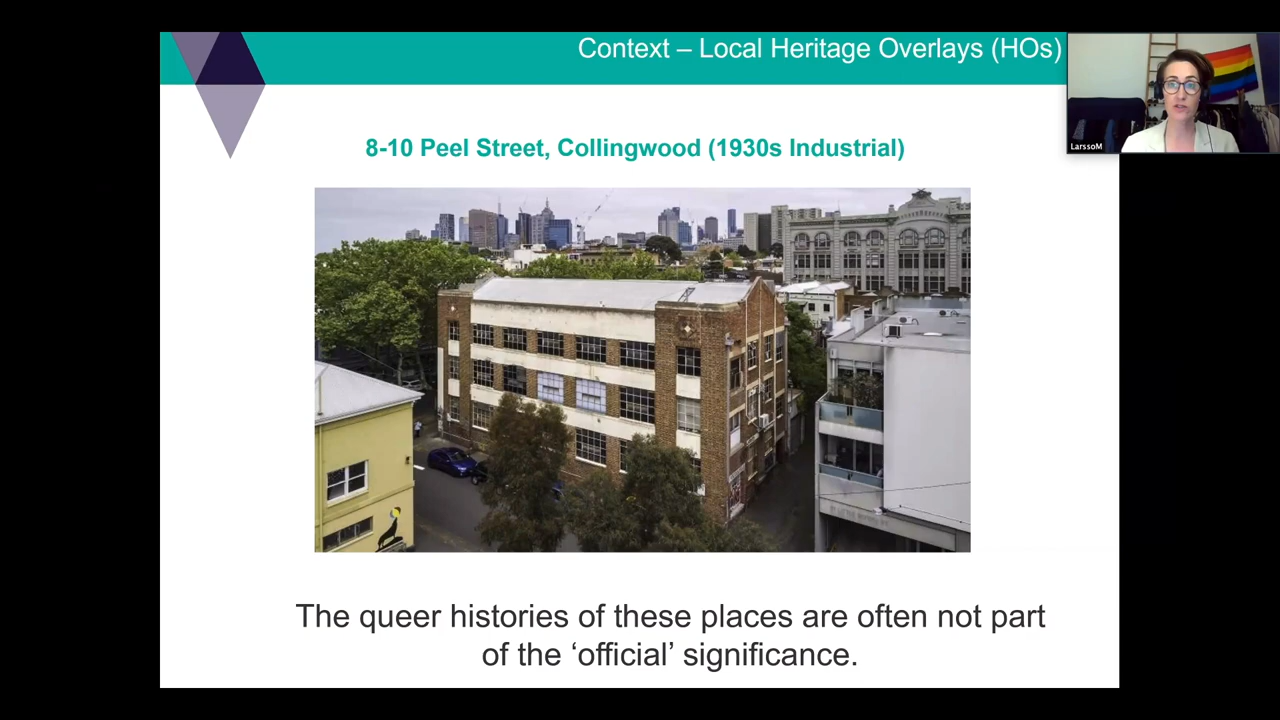 Context – Local Heritage Overlays (HOs)
LarssoM
8-10 Peel Street, Collingwood (1930s Industrial)
The queer histories of these places are often not part
of the ‘official’ significance.